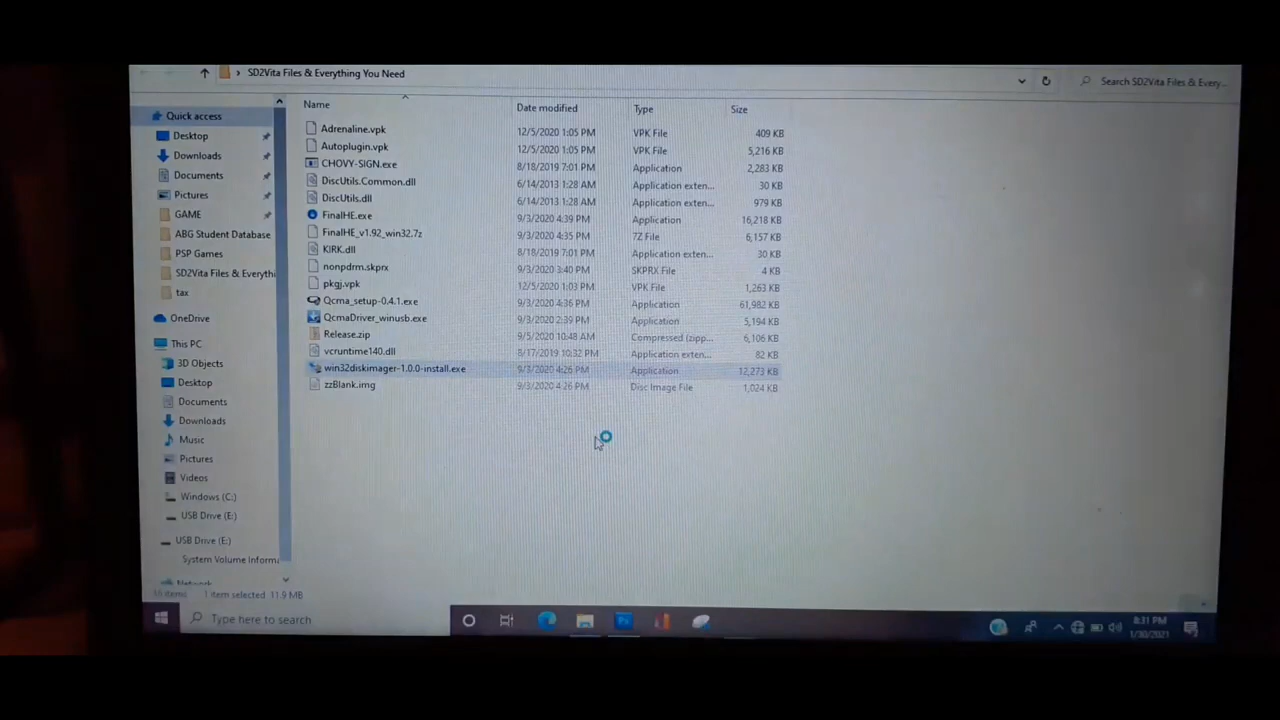 SD2Vita Files & Everything You Need
Search SD2Vita Files & Every...
Name Date modified Type Size
Adrenaline.vpk 12/5/2020 1:05 PM VPK File 409 KB
Autoplugin.vpk 12/5/2020 1:05 PM VPK File 5,216 KB
CHOVY-SIGN.exe 8/18/2019 7:01 PM Application 2,283 KB
DiscUtils.Common.dll 6/14/2013 1:28 AM Application exten... 30 KB
DiscUtils.dll 6/14/2013 1:28 AM Application exten... 979 KB
FinalHE.exe 9/3/2020 4:39 PM Application 16,218 KB
FinalHE_v1.92_win32.7z 9/3/2020 4:35 PM 7Z File 6,157 KB
KIRK.dll 8/18/2019 7:01 PM Application exten... 30 KB
nonpdrm.skprx 9/3/2020 3:40 PM SKPRX File 4 KB
pkgj.vpk 12/5/2020 1:03 PM VPK File 1,263 KB
Qcma_setup-0.4.1.exe 9/3/2020 4:36 PM Application 61,982 KB
QcmaDriver_winusb.exe 9/3/2020 2:39 PM Application 5,194 KB
Release.zip 9/5/2020 10:48 AM Compressed (zipp... 6,106 KB
vcruntime140.dll 8/17/2019 10:32 PM Application exten... 82 KB
win32diskimager-1.0.0-install.exe 9/3/2020 4:26 PM Application 12,273 KB
zzBlank.img 9/3/2020 4:26 PM Disc Image File 1,024 KB
Quick access
Desktop
Downloads
Documents
Pictures
GAME
ABG Student Database
PSP Games
SD2Vita Files & Everythi
tax
OneDrive
This PC
3D Objects
Desktop
Documents
Downloads
Music
Pictures
Videos
Windows (C:)
USB Drive (E:)
USB Drive (E:)
System Volume Informa
Network
items 1 item selected 11.9 MB
Type here to search
8:31 PM
1/30/2021